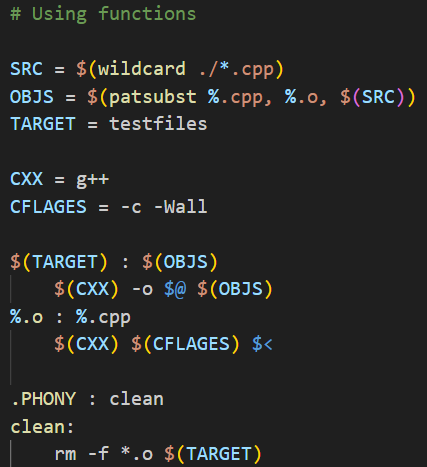 # Using functions
SRC = $(wildcard ./*.cpp)
OBJS = $(patsubst %.cpp, %.o, $(SRC))
TARGET = testfiles
CXX = g++
CFLAGES = -c -Wall
$(TARGET) : $(OBJS)
$(CXX) -o $@ $(OBJS)
%.o : %.cpp
$(CXX) $(CFLAGES) $<
.PHONY : clean
clean:
rm -f *.o $(TARGET)